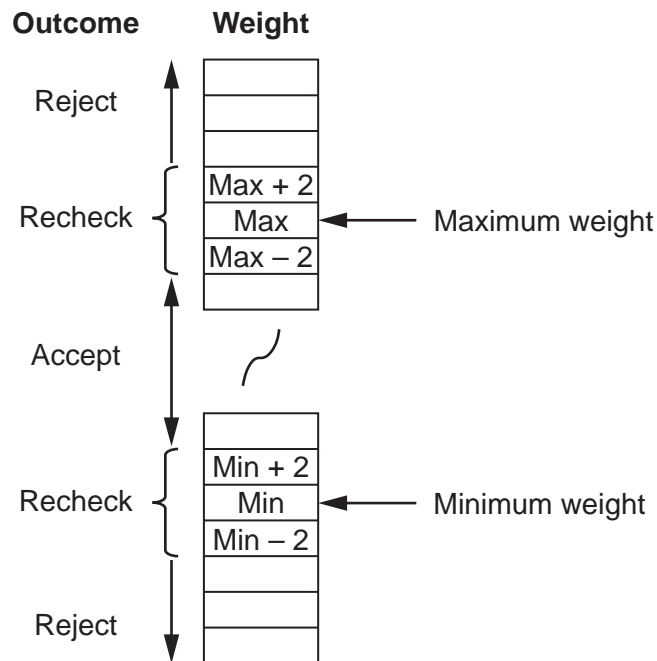 Outcome Weight
Reject
Max + 2
Recheck Max Maximum weight
Max – 2
Accept
Min + 2
Recheck Min Minimum weight
Min – 2
Reject